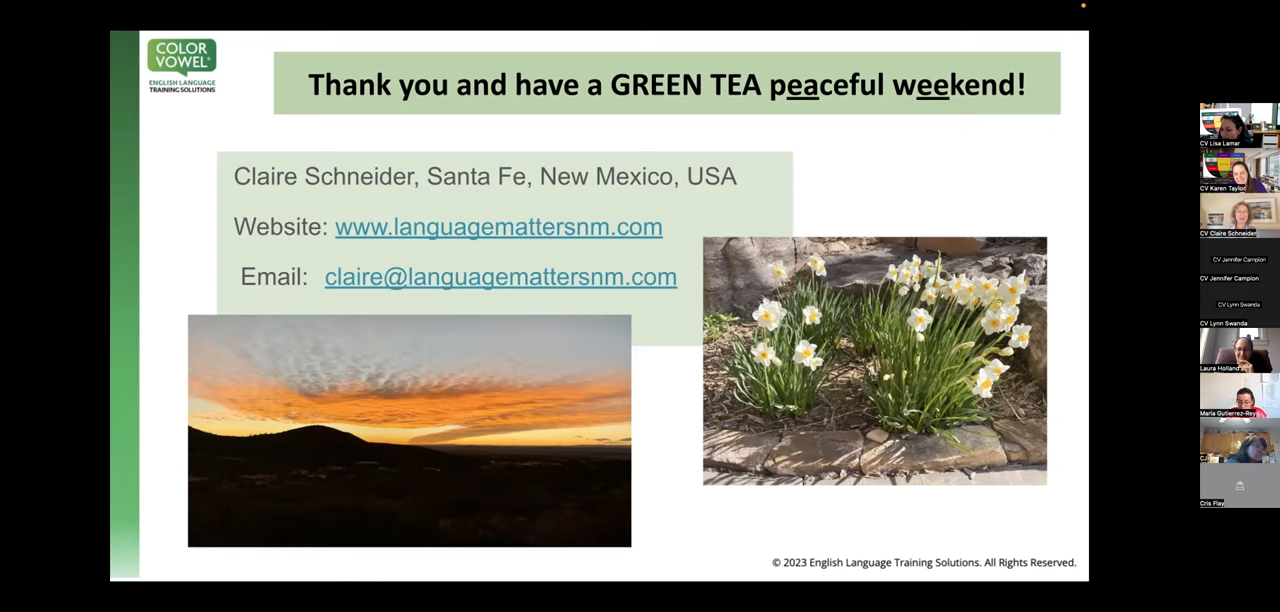 COLOR
VOWEL®
ENGLISH LANGUAGE
TRAINING SOLUTIONS
Thank you and have a GREEN TEA peaceful weekend!
Claire Schneider, Santa Fe, New Mexico, USA
Website: www.languagemattersnm.com
Email: claire@languagemattersnm.com
© 2023 English Language Training Solutions. All Rights Reserved.
CV Lisa Lamar
CV Karen Taylor
CV Claire Schneider
CV Jennifer Campion
CV Jennifer Campion
CV Lynn Swanda
CV Lynn Swanda
Laura Holland
Maria Gutierrez-Rey
CJ
Cris Flay